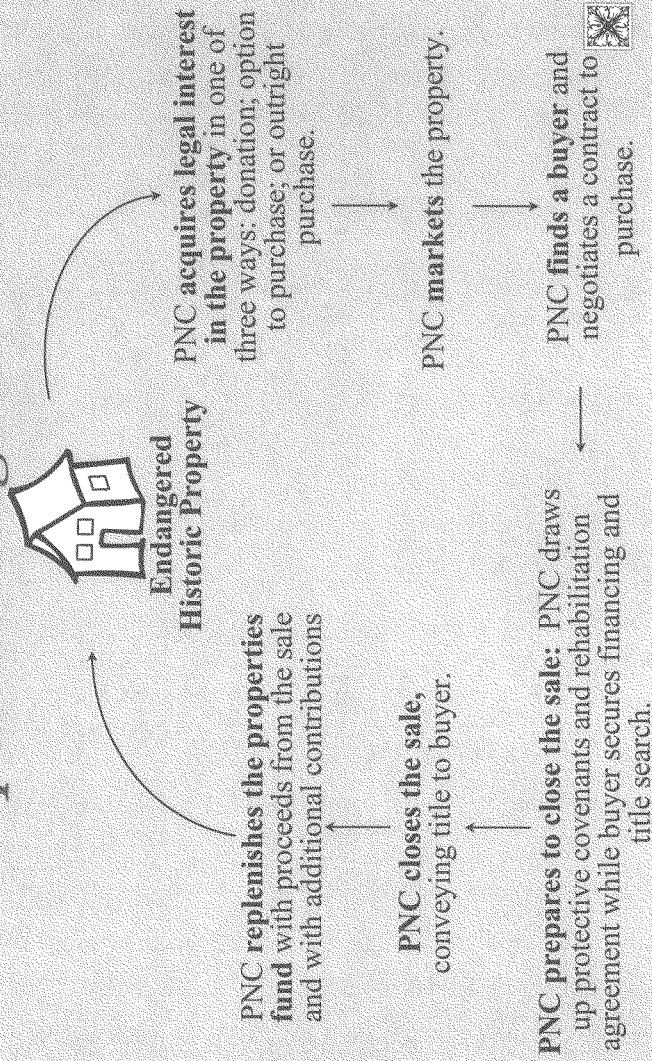 Endangered
Historic Property
PNC acquires legal interest
in the property in one of
three ways: donation; option
to purchase; or outright
purchase.
PNC markets the property.
PNC finds a buyer and
negotiates a contract to
purchase.
PNC prepares to close the sale: PNC draws
up protective covenants and rehabilitation
agreement while buyer secures financing and
title search.
PNC closes the sale,
conveying title to buyer.
PNC replenishes the properties
fund with proceeds from the sale
and with additional contributions